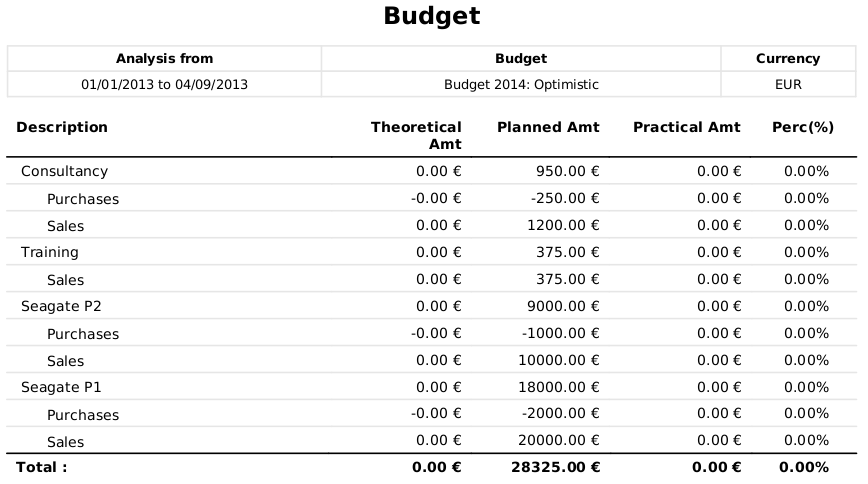 Budget
Analysis from Budget Currency
01/01/2013 to 04/09/2013 Budget 2014: Optimistic EUR
Description Theoretical Amt Planned Amt Practical Amt Perc(%)
Consultancy 0.00 € 950.00 € 0.00 € 0.00%
Purchases -0.00 € -250.00 € 0.00 € 0.00%
Sales 0.00 € 1200.00 € 0.00 € 0.00%
Training 0.00 € 375.00 € 0.00 € 0.00%
Sales 0.00 € 375.00 € 0.00 € 0.00%
Seagate P2 0.00 € 9000.00 € 0.00 € 0.00%
Purchases -0.00 € -1000.00 € 0.00 € 0.00%
Sales 0.00 € 10000.00 € 0.00 € 0.00%
Seagate P1 0.00 € 18000.00 € 0.00 € 0.00%
Purchases -0.00 € -2000.00 € 0.00 € 0.00%
Sales 0.00 € 20000.00 € 0.00 € 0.00%
Total : 0.00 € 28325.00 € 0.00 € 0.00%